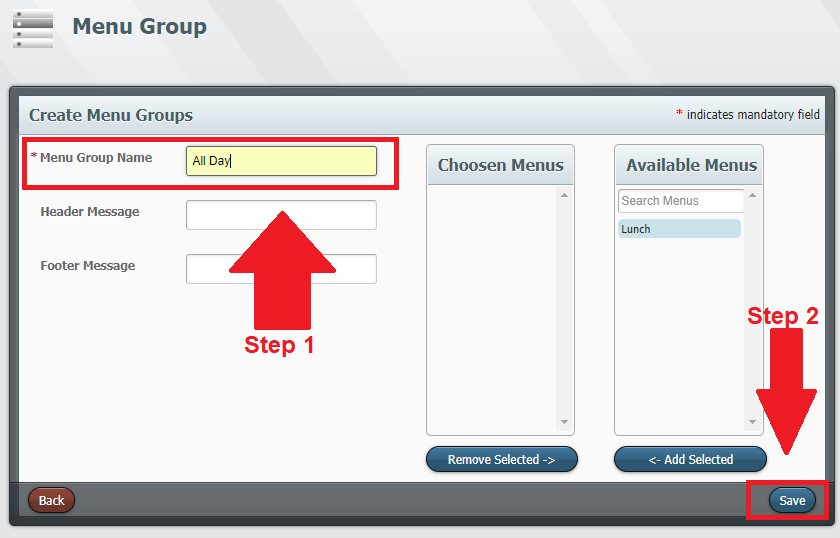 Menu Group
Create Menu Groups
* indicates mandatory field
* Menu Group Name
All Day
Header Message
Footer Message
Step 1
Choosen Menus
Remove Selected ->
Available Menus
Search Menus
Lunch
<- Add Selected
Step 2
Back
Save